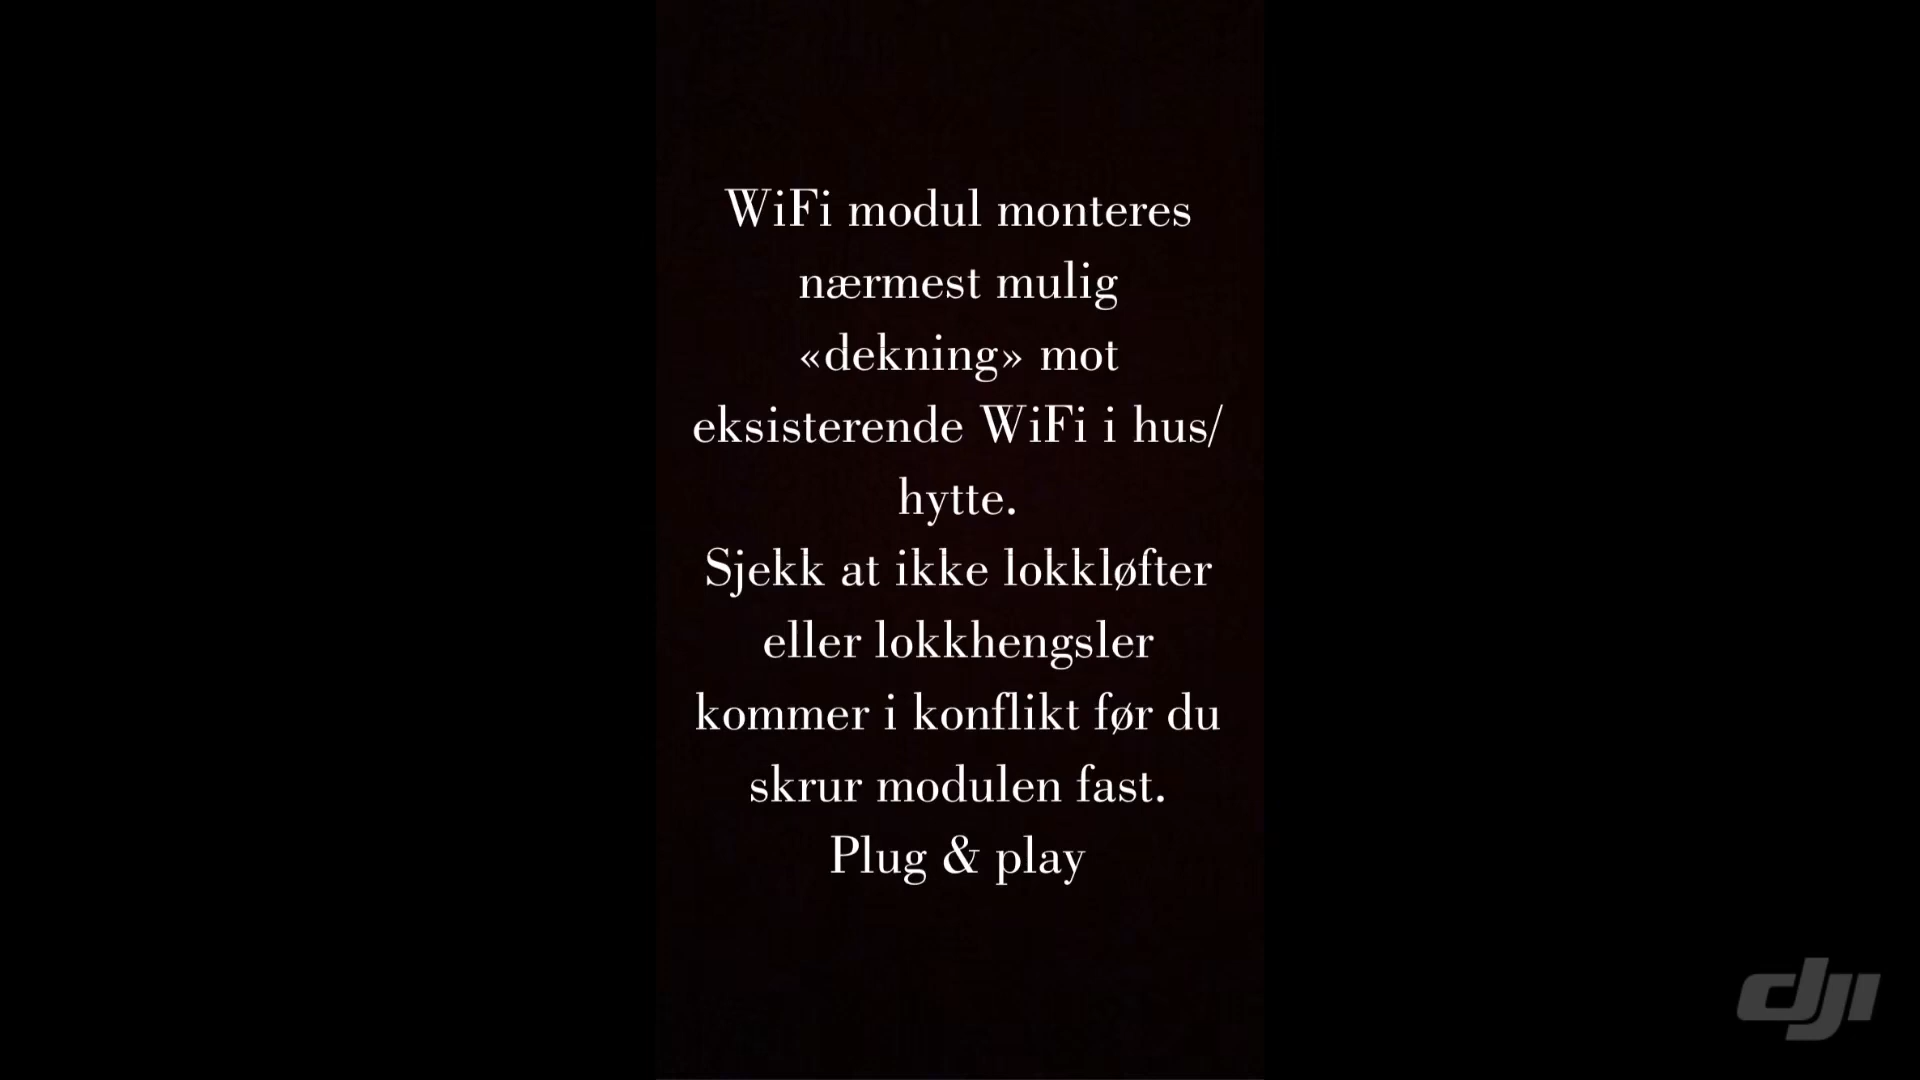 WiFi modul monteres
nærmest mulig
«dekning» mot
eksisterende WiFi i hus/
hytte.
Sjekk at ikke lokkløfter
eller lokkhengsler
kommer i konflikt før du
skrur modulen fast.
Plug & play
dji